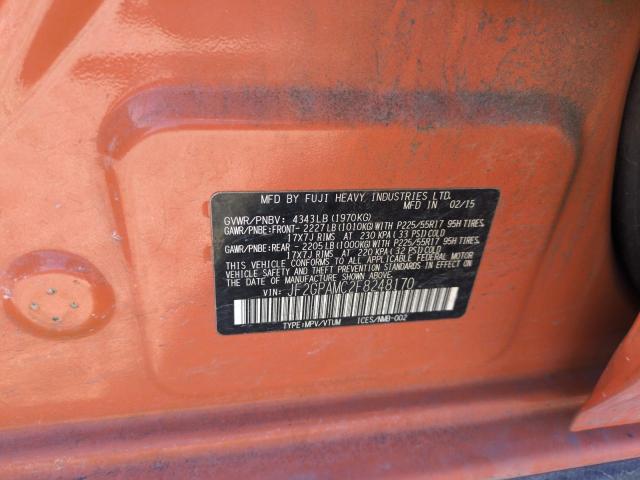 MFD BY FUJI HEAVY INDUSTRIES LTD. 02/15
GVWR/PNBV: 4343LB(1970KG)
GAWR/PNBE:FRONT- 2227LB(1010KG)WITH P225/55R17 95H TIRES,
17X7J RIMS AT 230 KPA(33 PSI)COLD
GAWR/PNBE:REAR - 2205LB(1000KG)WITH P225/55R17 95H TIRES,
17X7J RIMS AT 220 KPA(32 PSI)COLD
THIS VEHICLE CONFORMS TO ALL APPLICABLE FEDERAL MOTOR
VEHICLE SAFETY AND THEFT PREVENTION STANDARDS IN EFFECT ON
THE DATE OF MANUFACTURE SHOWN ABOVE.
VIN: JF2GPAMC2F8248170
TYPE:MPV/VTUM ICES/NMB-002